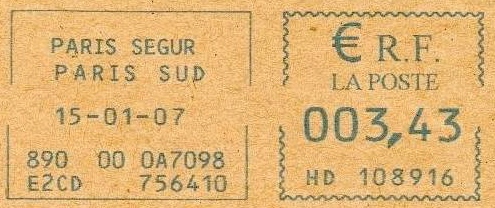 PARIS SEGUR
PARIS SUD
15-01-07
890 00 0A7098
E2CD 756410
€ R.F.
LA POSTE
003,43
HD 108916